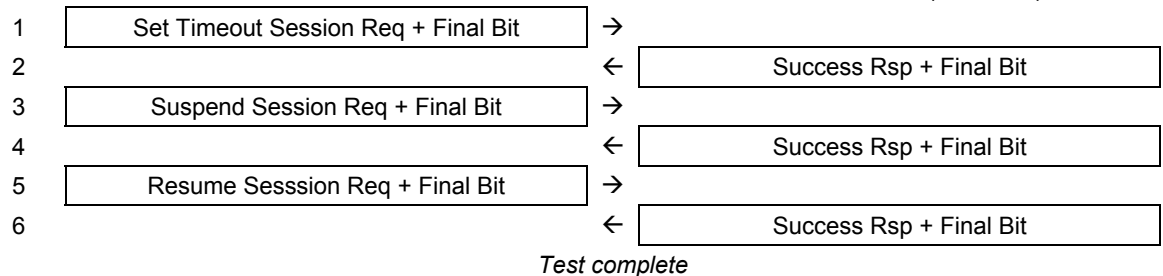 1 Set Timeout Session Req + Final Bit →
2 ← Success Rsp + Final Bit
3 Suspend Session Req + Final Bit →
4 ← Success Rsp + Final Bit
5 Resume Sesssion Req + Final Bit →
6 ← Success Rsp + Final Bit
Test complete